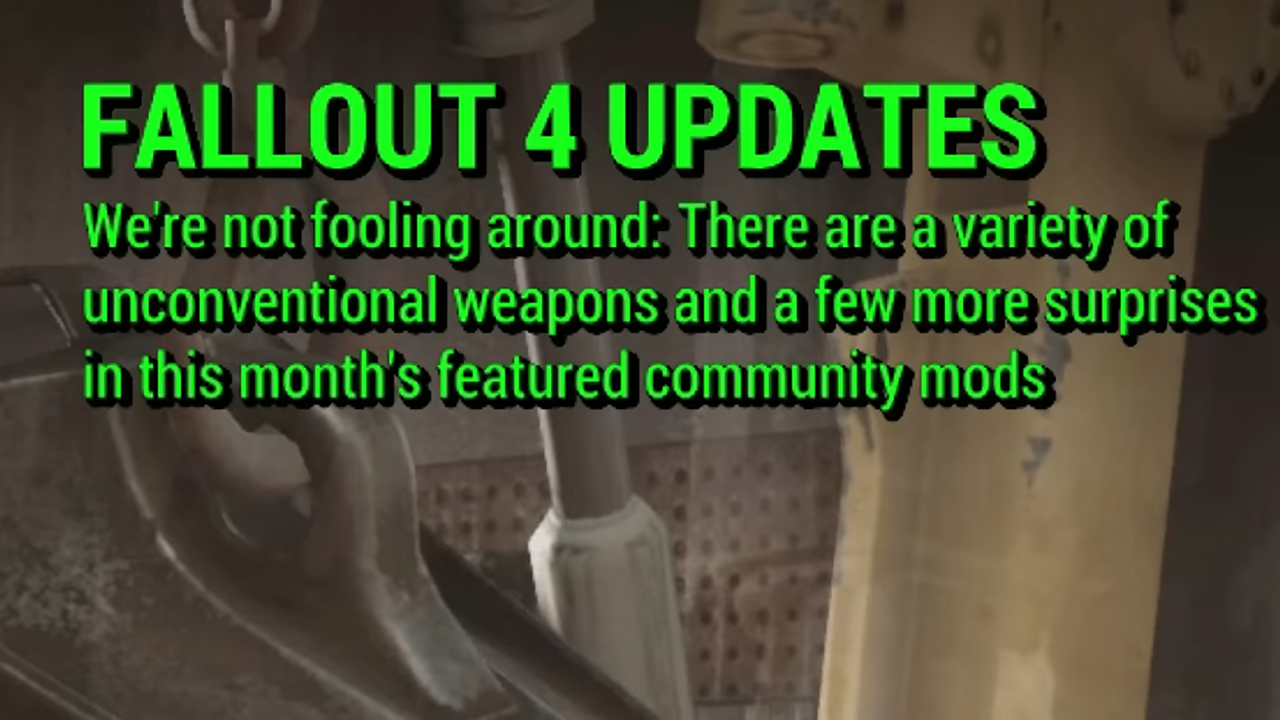 FALLOUT 4 UPDATES
We're not fooling around: There are a variety of
unconventional weapons and a few more surprises
in this month's featured community mods